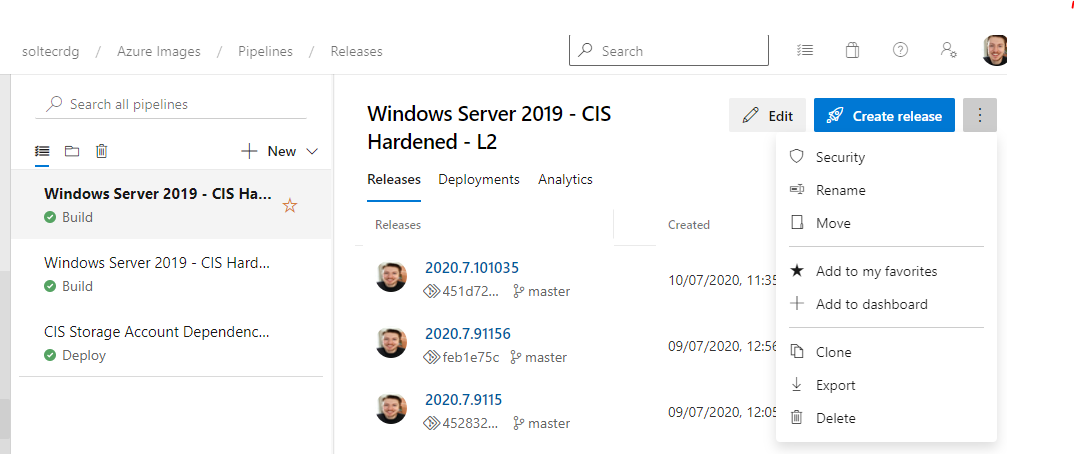 soltecrdg / Azure Images / Pipelines / Releases
Search
Search all pipelines
New
Windows Server 2019 - CIS Ha...
Build
Windows Server 2019 - CIS Hard...
Build
CIS Storage Account Dependenc...
Deploy
Windows Server 2019 - CIS
Hardened - L2
Edit
Create release
Releases Deployments Analytics
Releases Created
2020.7.101035
451d72... master
10/07/2020, 11:35
2020.7.91156
feb1e75c master
09/07/2020, 12:56
2020.7.9115
452832... master
09/07/2020, 12:05
Security
Rename
Move
Add to my favorites
Add to dashboard
Clone
Export
Delete